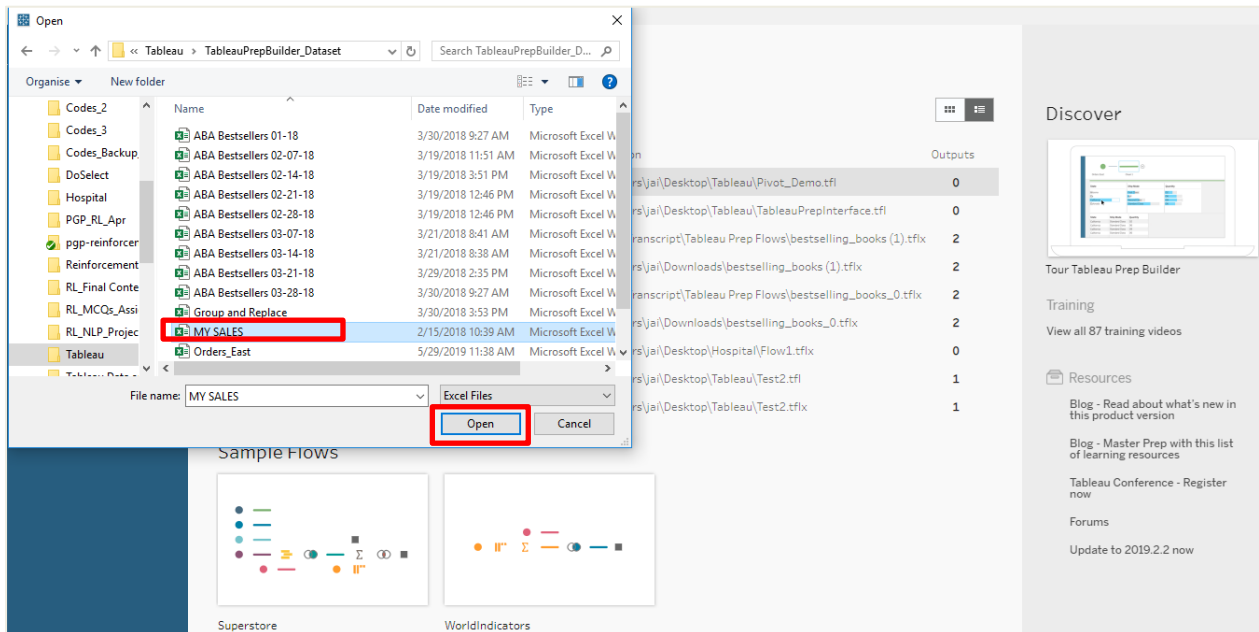 Open
« Tableau › TableauPrepBuilder_Dataset
Search TableauPrepBuilder_D...
Organise
New folder
Codes_2
Codes_3
Codes_Backup
DoSelect
Hospital
PGP_RL_Apr
pgp-reinforcer
Reinforcement
RL_Final Conte
RL_MCQs_Assi
RL_NLP_Projec
Tableau
Name Date modified Type
ABA Bestsellers 01-18 3/30/2018 9:27 AM Microsoft Excel W
ABA Bestsellers 02-07-18 3/19/2018 11:51 AM Microsoft Excel W
ABA Bestsellers 02-14-18 3/19/2018 3:51 PM Microsoft Excel W
ABA Bestsellers 02-21-18 3/19/2018 12:46 PM Microsoft Excel W
ABA Bestsellers 02-28-18 3/19/2018 12:46 PM Microsoft Excel W
ABA Bestsellers 03-07-18 3/21/2018 8:41 AM Microsoft Excel W
ABA Bestsellers 03-14-18 3/21/2018 8:38 AM Microsoft Excel W
ABA Bestsellers 03-21-18 3/29/2018 2:35 PM Microsoft Excel W
ABA Bestsellers 03-28-18 3/30/2018 9:27 AM Microsoft Excel W
Group and Replace 3/30/2018 3:53 PM Microsoft Excel W
MY SALES 2/15/2018 10:39 AM Microsoft Excel W
Orders_East 5/29/2019 11:38 AM Microsoft Excel W
File name: MY SALES
Excel Files
Open
Cancel
on Outputs
rs\jai\Desktop\Tableau\Pivot_Demo.tfl 0
rs\jai\Desktop\Tableau\TableauPrepInterface.tfl 0
ranscript\Tableau Prep Flows\bestselling_books (1).tflx 2
rs\jai\Downloads\bestselling_books (1).tflx 2
ranscript\Tableau Prep Flows\bestselling_books_0.tflx 2
rs\jai\Downloads\bestselling_books_0.tflx 2
rs\jai\Desktop\Hospital\Flow1.tflx 0
rs\jai\Desktop\Tableau\Test2.tfl 1
rs\jai\Desktop\Tableau\Test2.tflx 1
Sample Flows
Superstore
WorldIndicators
Discover
Tour Tableau Prep Builder
Training
View all 87 training videos
Resources
Blog - Read about what's new in
this product version
Blog - Master Prep with this list
of learning resources
Tableau Conference - Register
now
Forums
Update to 2019.2.2 now